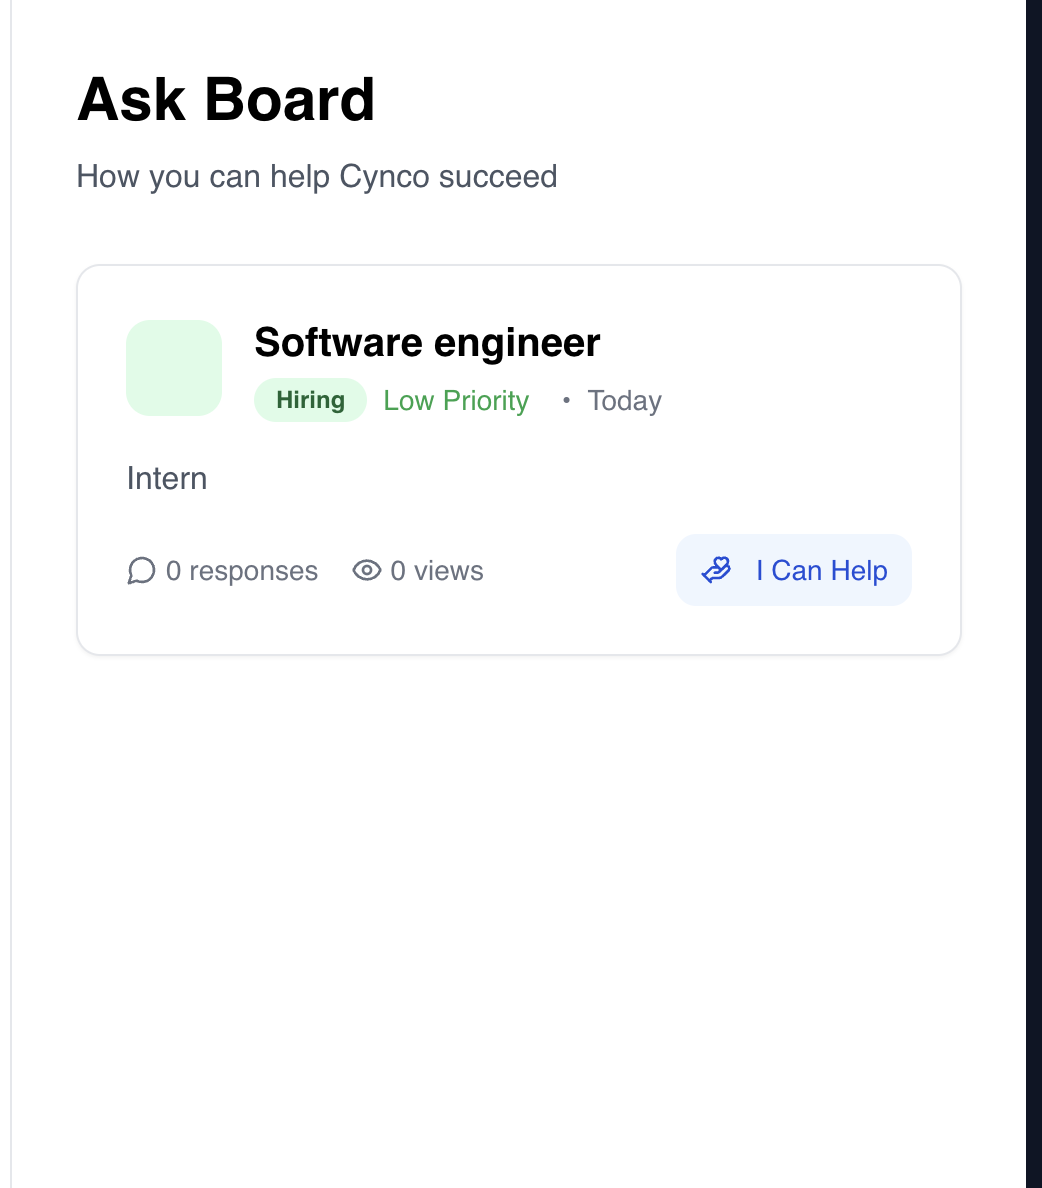 Ask Board
How you can help Cynco succeed
Software engineer
Hiring Low Priority • Today
Intern
0 responses 0 views I Can Help